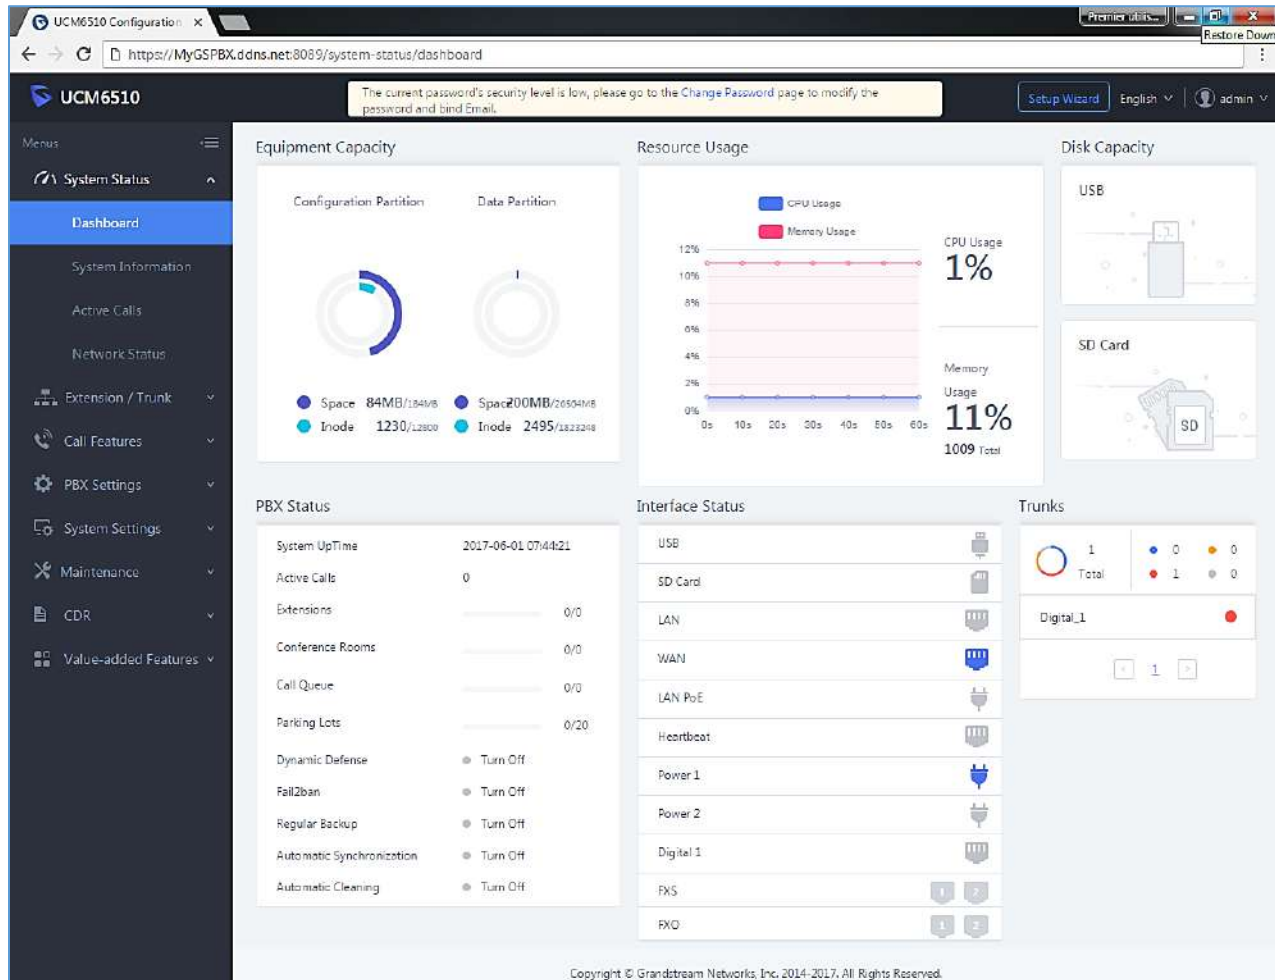 UCM6510 Configuration
Premier utilis...
Restore Down
https://MyGSPBX.ddns.net:8089/system-status/dashboard
UCM6510
The current password's security level is low, please go to the Change Password page to modify the
password and bind Email.
Setup Wizard
English
admin
Menus
System Status
Dashboard
System Information
Active Calls
Network Status
Extension / Trunk
Call Features
PBX Settings
System Settings
Maintenance
CDR
Value-added Features
Equipment Capacity
Configuration Partition
Data Partition
Space 84MB/184MB
Inode 1230/12800
Space 200MB/26504MB
Inode 2495/1823248
Resource Usage
CPU Usage
Memory Usage
12%
10%
8%
6%
4%
2%
0%
0s 10s 20s 30s 40s 50s 60s
CPU Usage
1%
Memory
Usage
11%
1009 Total
Disk Capacity
USB
SD Card
SD
PBX Status
System UpTime 2017-06-01 07:44:21
Active Calls 0
Extensions 0/0
Conference Rooms 0/0
Call Queue 0/0
Parking Lots 0/20
Dynamic Defense Turn Off
Fail2ban Turn Off
Regular Backup Turn Off
Automatic Synchronization Turn Off
Automatic Cleaning Turn Off
Interface Status
USB
SD Card
LAN
WAN
LAN PoE
Heartbeat
Power 1
Power 2
Digital 1
FXS 1 2
FXO 1 2
Trunks
1
Total
0 0
1 0
Digital_1
< 1 >
Copyright © Grandstream Networks, Inc. 2014-2017. All Rights Reserved.